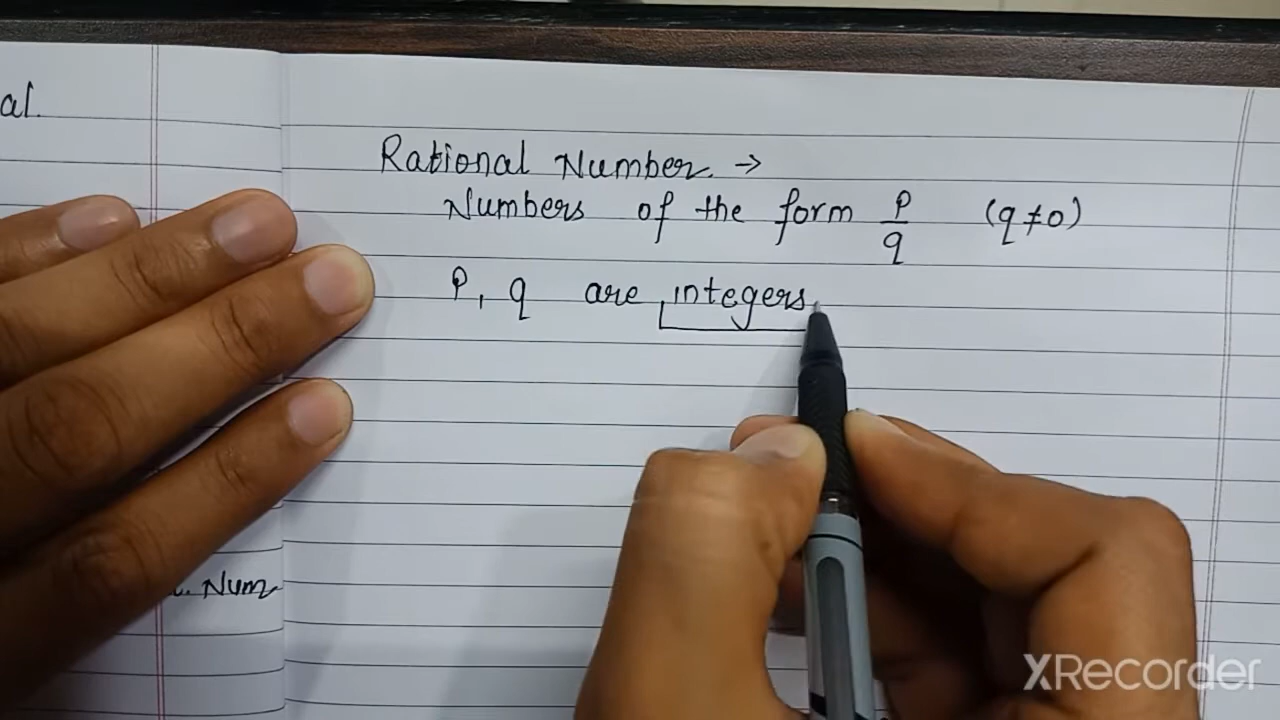 al.
Rational Number →
Numbers of the form p/q (q≠0)
P, q are integers.
Num
XRecorder